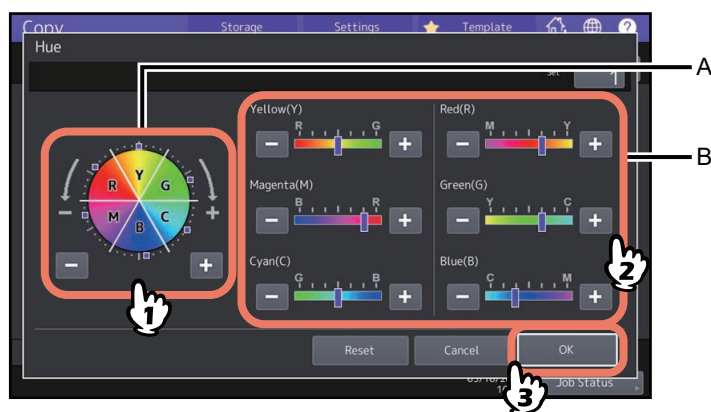 Copy Storage Settings Template ?
Hue
Set 1
A
B
Yellow(Y) Red(R)
R G M Y
- + - +
Magenta(M) Green(G)
B R Y C
- + - +
Cyan(C) Blue(B)
G B C M
- + - +
Y
R G
M C
B
- +
- +
1
2
3
Reset Cancel OK
Job Status